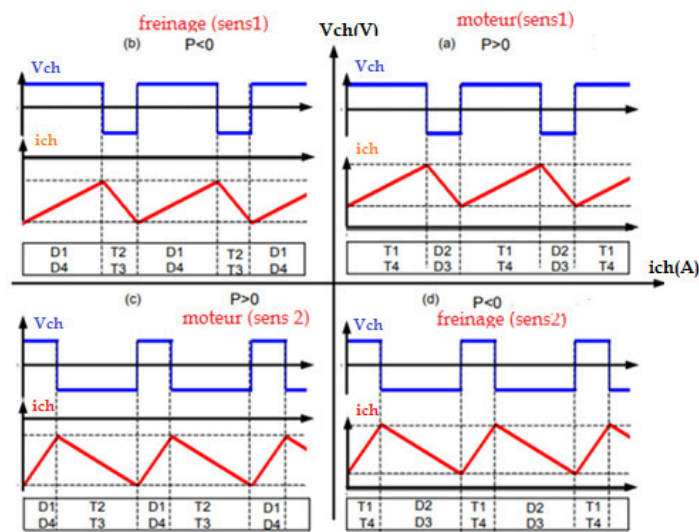 freinage (sens1)
(b) P<0
Vch
ich
D1 T2 D1 T2 D1
D4 T3 D4 T3 D4
Vch(V)
moteur(sens1)
(a) P>0
Vch
ich
T1 D2 T1 D2 T1
T4 D3 T4 D3 T4
ich(A)
(c) P>0
moteur (sens 2)
Vch
ich
D1 T2 D1 T2 D1
D4 T3 D4 T3 D4
(d) P<0
freinage (sens2)
Vch
ich
T1 D2 T1 D2 T1
T4 D3 T4 D3 T4